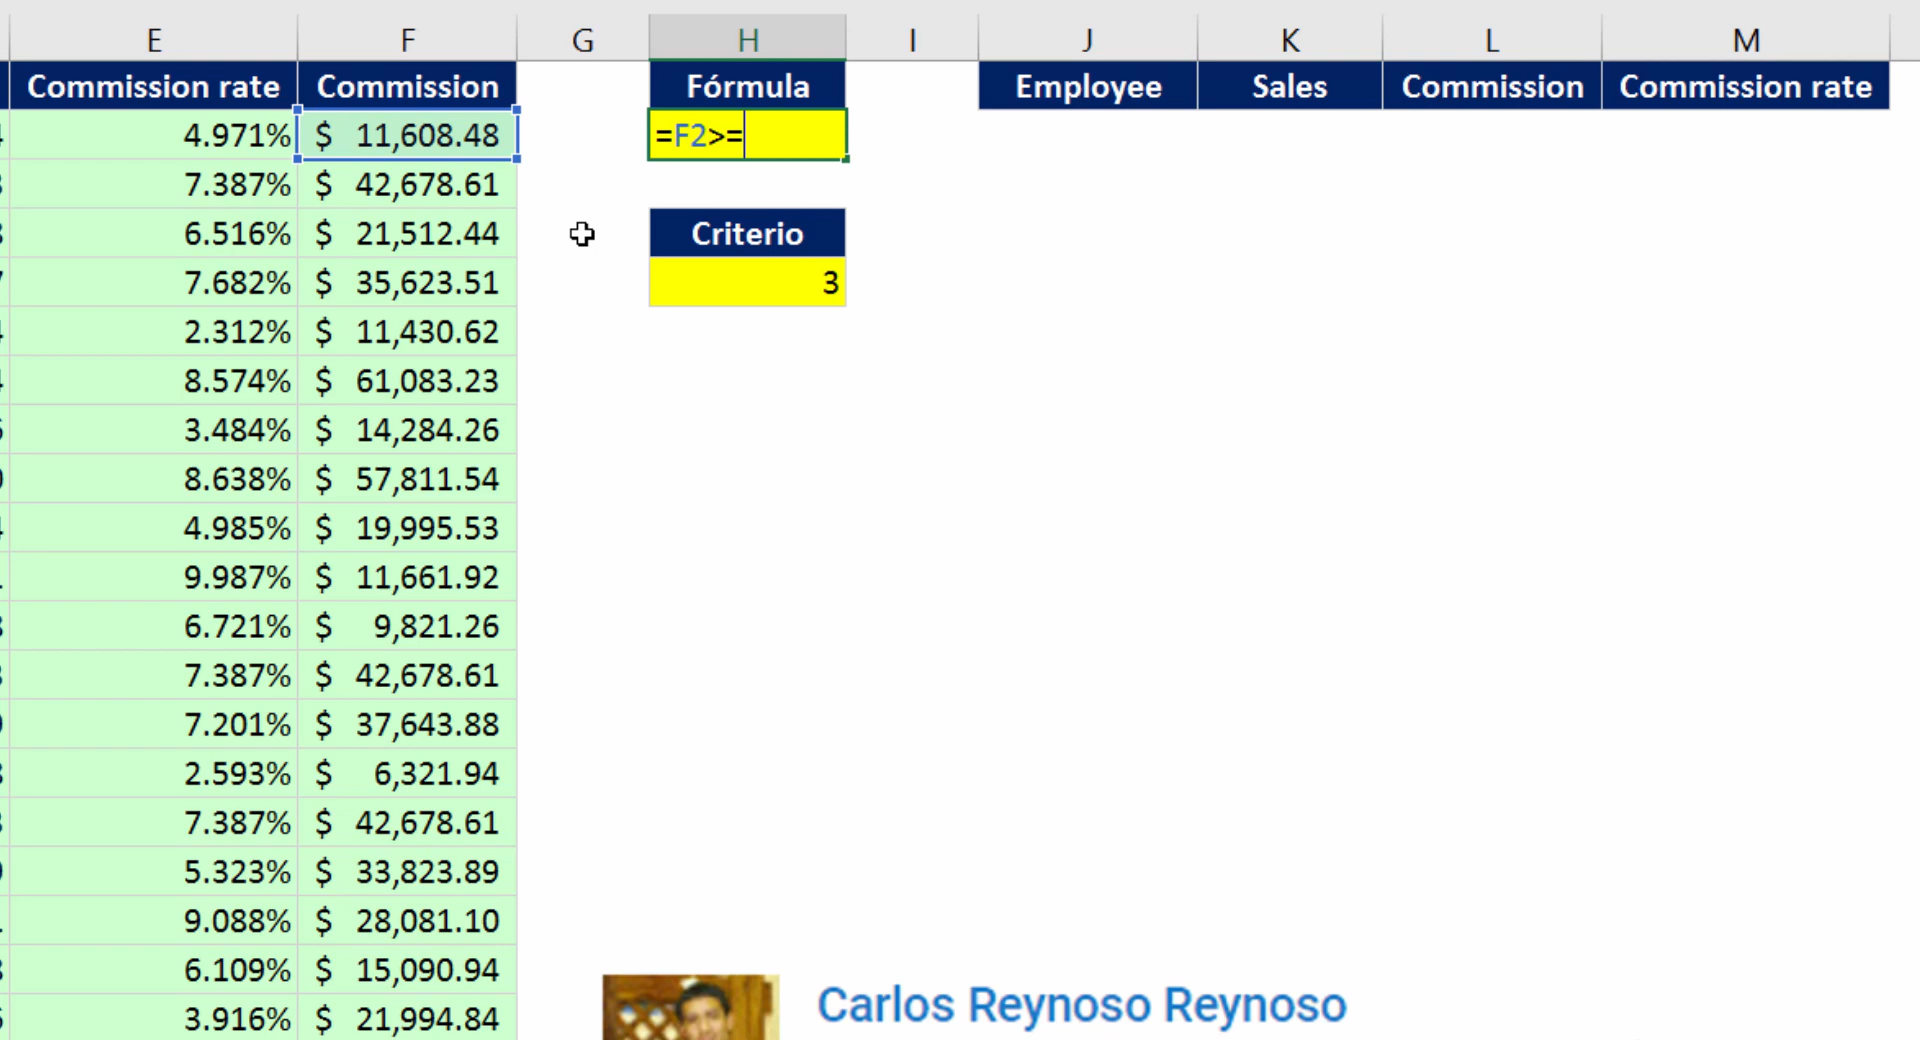 E F G H I J K L M
Commission rate Commission Fórmula Employee Sales Commission Commission rate
4.971% $ 11,608.48 =F2>=
7.387% $ 42,678.61
6.516% $ 21,512.44 Criterio
7.682% $ 35,623.51 3
2.312% $ 11,430.62
8.574% $ 61,083.23
3.484% $ 14,284.26
8.638% $ 57,811.54
4.985% $ 19,995.53
9.987% $ 11,661.92
6.721% $ 9,821.26
7.387% $ 42,678.61
7.201% $ 37,643.88
2.593% $ 6,321.94
7.387% $ 42,678.61
5.323% $ 33,823.89
9.088% $ 28,081.10
6.109% $ 15,090.94
3.916% $ 21,994.84
Carlos Reynoso Reynoso